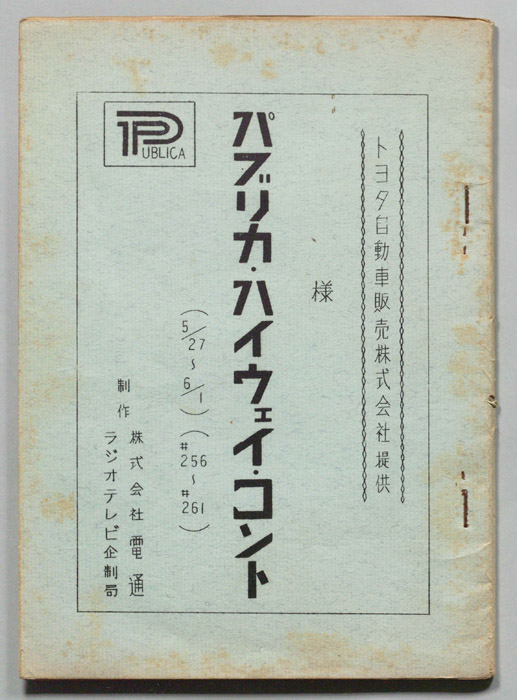 トヨタ自動車販売株式会社提供
様
パブリカ・ハイウェイ・コント
(5/27~6/1)(#256~#261)
制作 株式会社電通
ラジオテレビ企制局
PUBLICA